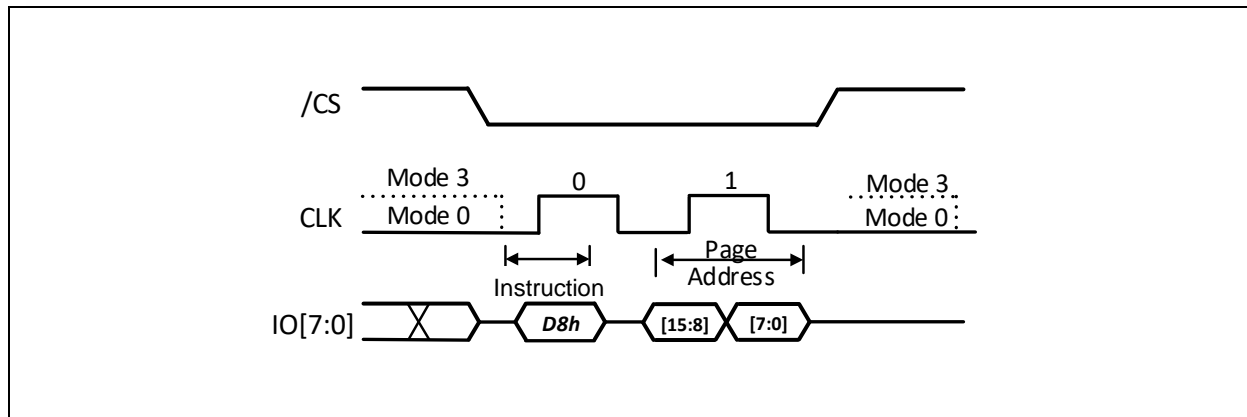 /CS
Mode 3 0 1 Mode 3
CLK Mode 0 Mode 0
Page
Address
Instruction
IO[7:0] D8h [15:8] [7:0]